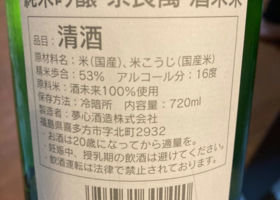 純米吟醸 奈良萬 酒未来
品目：清酒
原材料名：米（国産）、米こうじ（国産米）
精米歩合：53％　アルコール分：16度
原料米：酒未来100％使用
保存方法：冷暗所　内容量：720ml
製造者：夢心酒造株式会社
福島県喜多方市字北町2932
・お酒は20歳になってから適量を。
・妊娠中、授乳期の飲酒は避けてください。
・飲酒運転は法律で禁止されています。